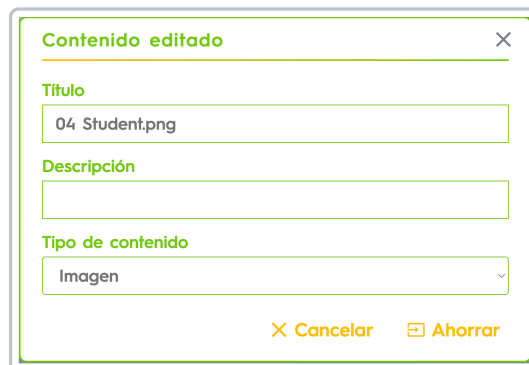 Contenido editado
Título
04 Student.png
Descripción
Tipo de contenido
Imagen
Cancelar Ahorrar